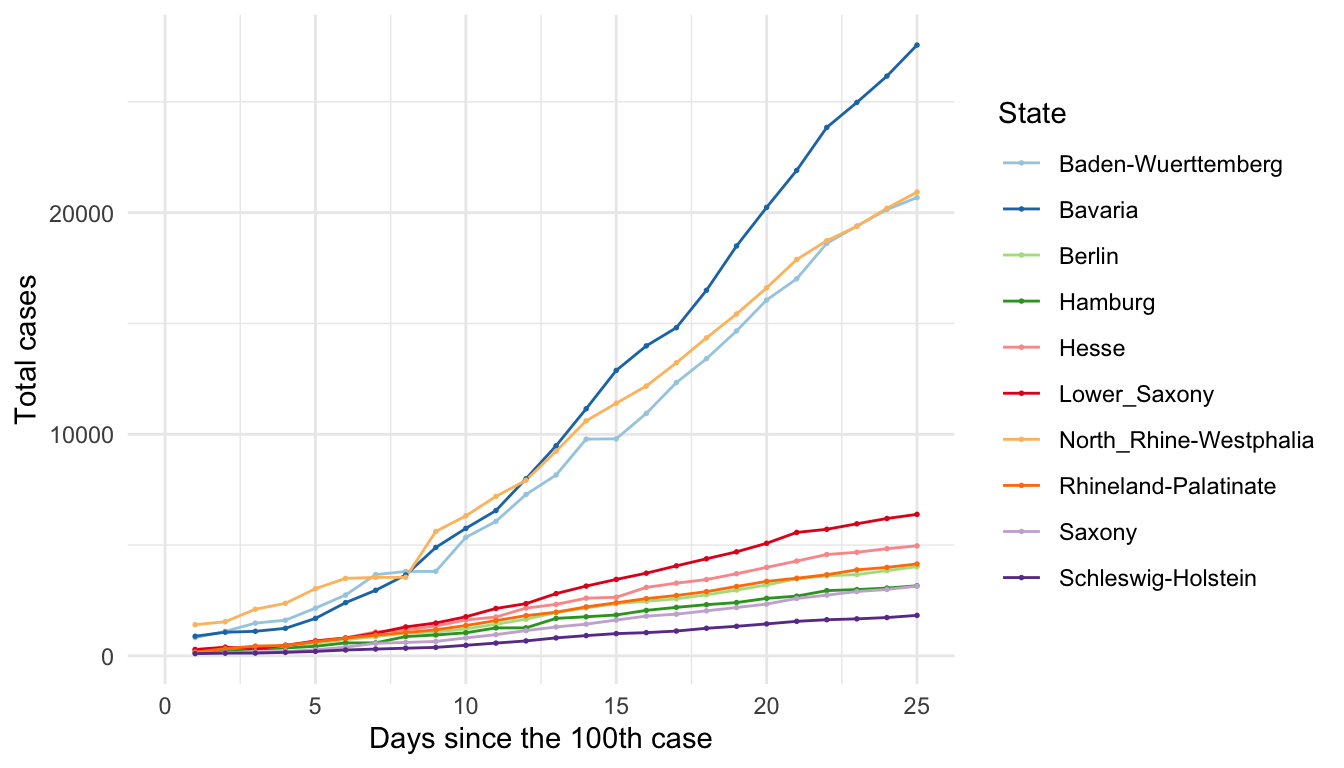 Total cases
20000
10000
0
0 5 10 15 20 25
Days since the 100th case
State
Baden-Wuerttemberg
Bavaria
Berlin
Hamburg
Hesse
Lower_Saxony
North_Rhine-Westphalia
Rhineland-Palatinate
Saxony
Schleswig-Holstein